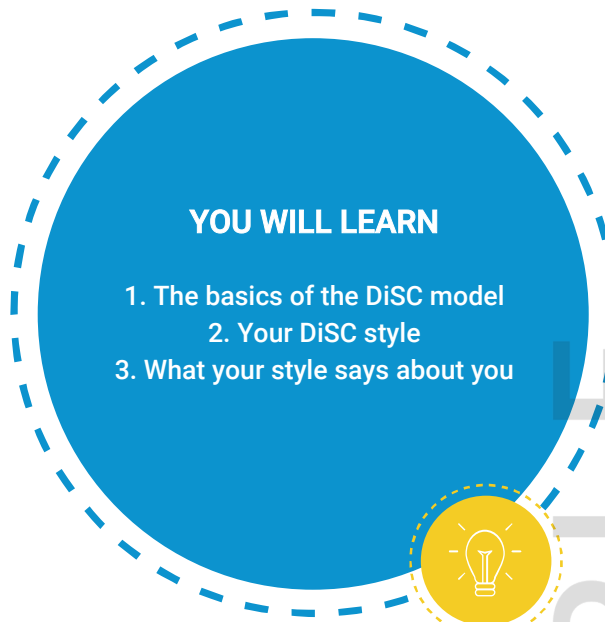 YOU WILL LEARN
1. The basics of the DiSC model
2. Your DiSC style
3. What your style says about you